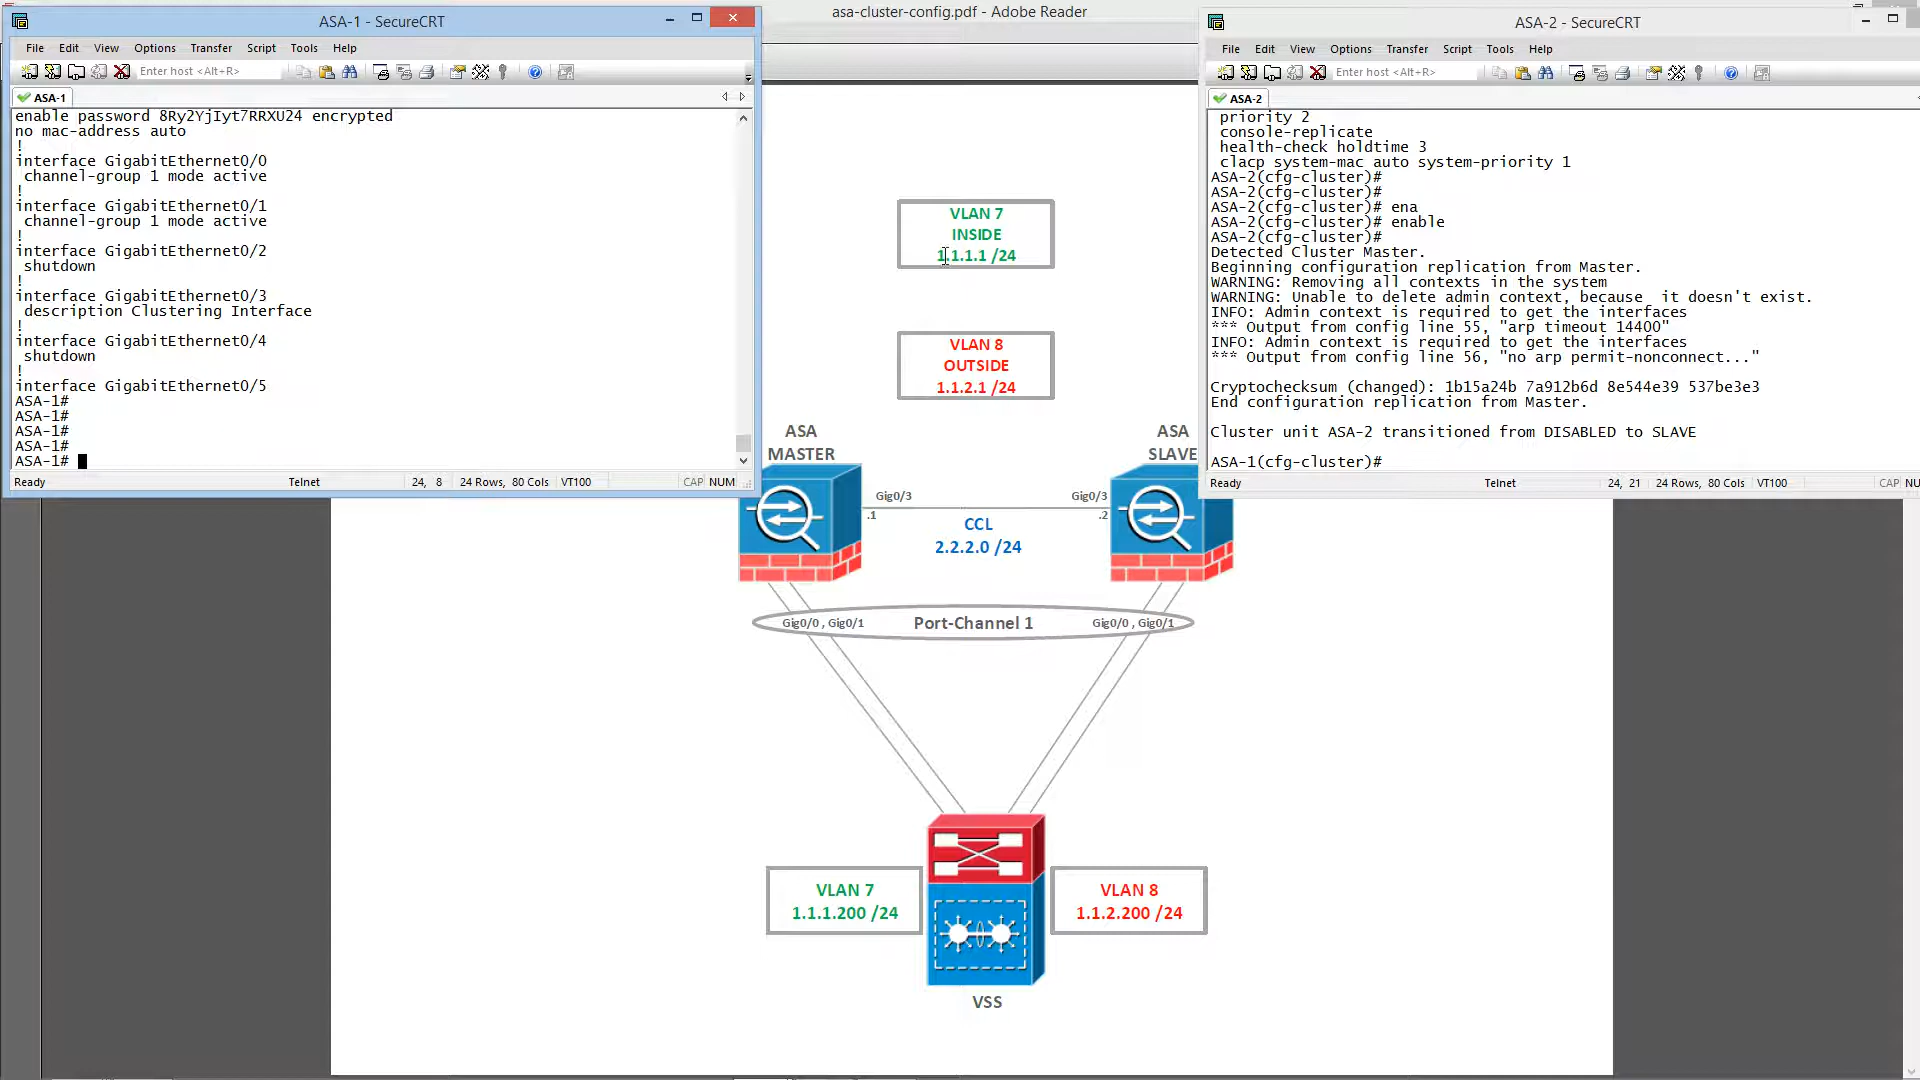 asa-cluster-config.pdf - Adobe Reader
ASA-1 - SecureCRT
File Edit View Options Transfer Script Tools Help
Enter host <Alt+R>
ASA-1
enable password 8Ry2YjIyt7RRXU24 encrypted
no mac-address auto
!
interface GigabitEthernet0/0
channel-group 1 mode active
!
interface GigabitEthernet0/1
channel-group 1 mode active
!
interface GigabitEthernet0/2
shutdown
!
interface GigabitEthernet0/3
description Clustering Interface
!
interface GigabitEthernet0/4
shutdown
!
interface GigabitEthernet0/5
ASA-1#
ASA-1#
ASA-1#
ASA-1#
ASA-1#
Ready Telnet 24, 8 24 Rows, 80 Cols VT100 CAP NUM
ASA-2 - SecureCRT
File Edit View Options Transfer Script Tools Help
Enter host <Alt+R>
ASA-2
priority 2
console-replicate
health-check holdtime 3
clacp system-mac auto system-priority 1
ASA-2(cfg-cluster)#
ASA-2(cfg-cluster)#
ASA-2(cfg-cluster)# ena
ASA-2(cfg-cluster)# enable
ASA-2(cfg-cluster)#
Detected Cluster Master.
Beginning configuration replication from Master.
WARNING: Removing all contexts in the system
WARNING: Unable to delete admin context, because  it doesn't exist.
INFO: Admin context is required to get the interfaces
*** Output from config line 55, "arp timeout 14400"
INFO: Admin context is required to get the interfaces
*** Output from config line 56, "no arp permit-nonconnect..."
Cryptochecksum (changed): 1b15a24b 7a912b6d 8e544e39 537be3e3
End configuration replication from Master.
Cluster unit ASA-2 transitioned from DISABLED to SLAVE
ASA-1(cfg-cluster)#
Ready Telnet 24, 21 24 Rows, 80 Cols VT100 CAP NU
VLAN 7
INSIDE
1.1.1.1 /24
VLAN 8
OUTSIDE
1.1.2.1 /24
ASA
MASTER
ASA
SLAVE
Gig0/3
.1
Gig0/3
.2
CCL
2.2.2.0 /24
Gig0/0 , Gig0/1
Port-Channel 1
Gig0/0 , Gig0/1
VLAN 7
1.1.1.200 /24
VLAN 8
1.1.2.200 /24
VSS